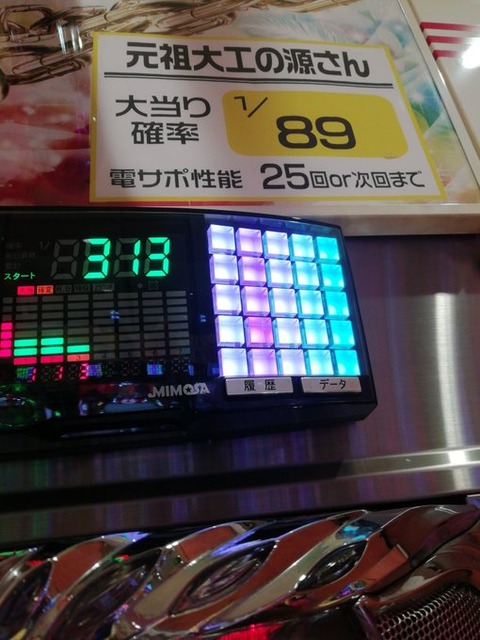 元祖大工の源さん
大当り 1/89
確率
電サポ性能 25回or次回まで
313
スタート
MIMOSA
履歴 データ